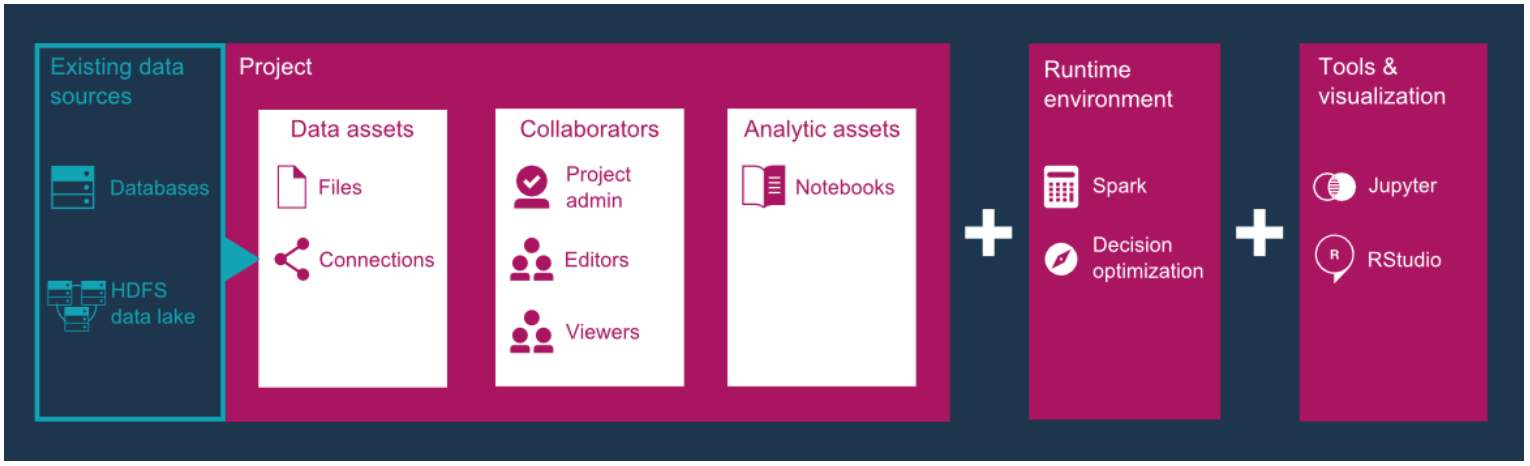 Existing data
sources
Databases
HDFS
data lake
Project
Data assets
Files
Connections
Collaborators
Project
admin
Editors
Viewers
Analytic assets
Notebooks
Runtime
environment
Spark
Decision
optimization
Tools &
visualization
Jupyter
R
RStudio